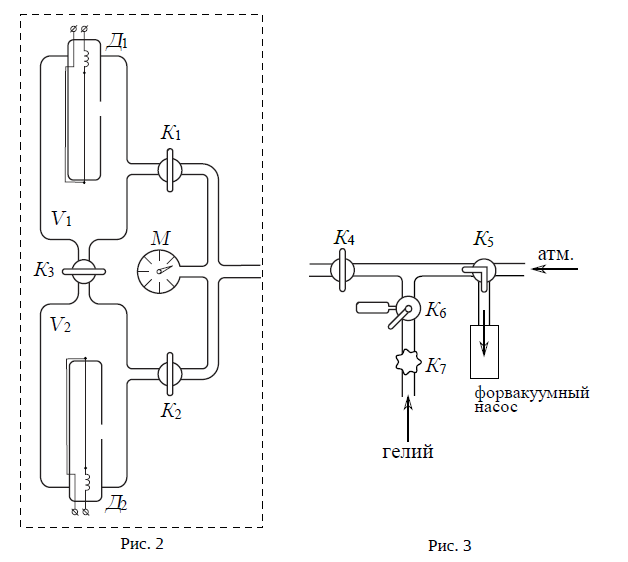 Д1
K1
V1
M
K3
V2
K2
Д2
Рис. 2
K4
K5
атм.
K6
K7
форвакуумный
насос
гелий
Рис. 3